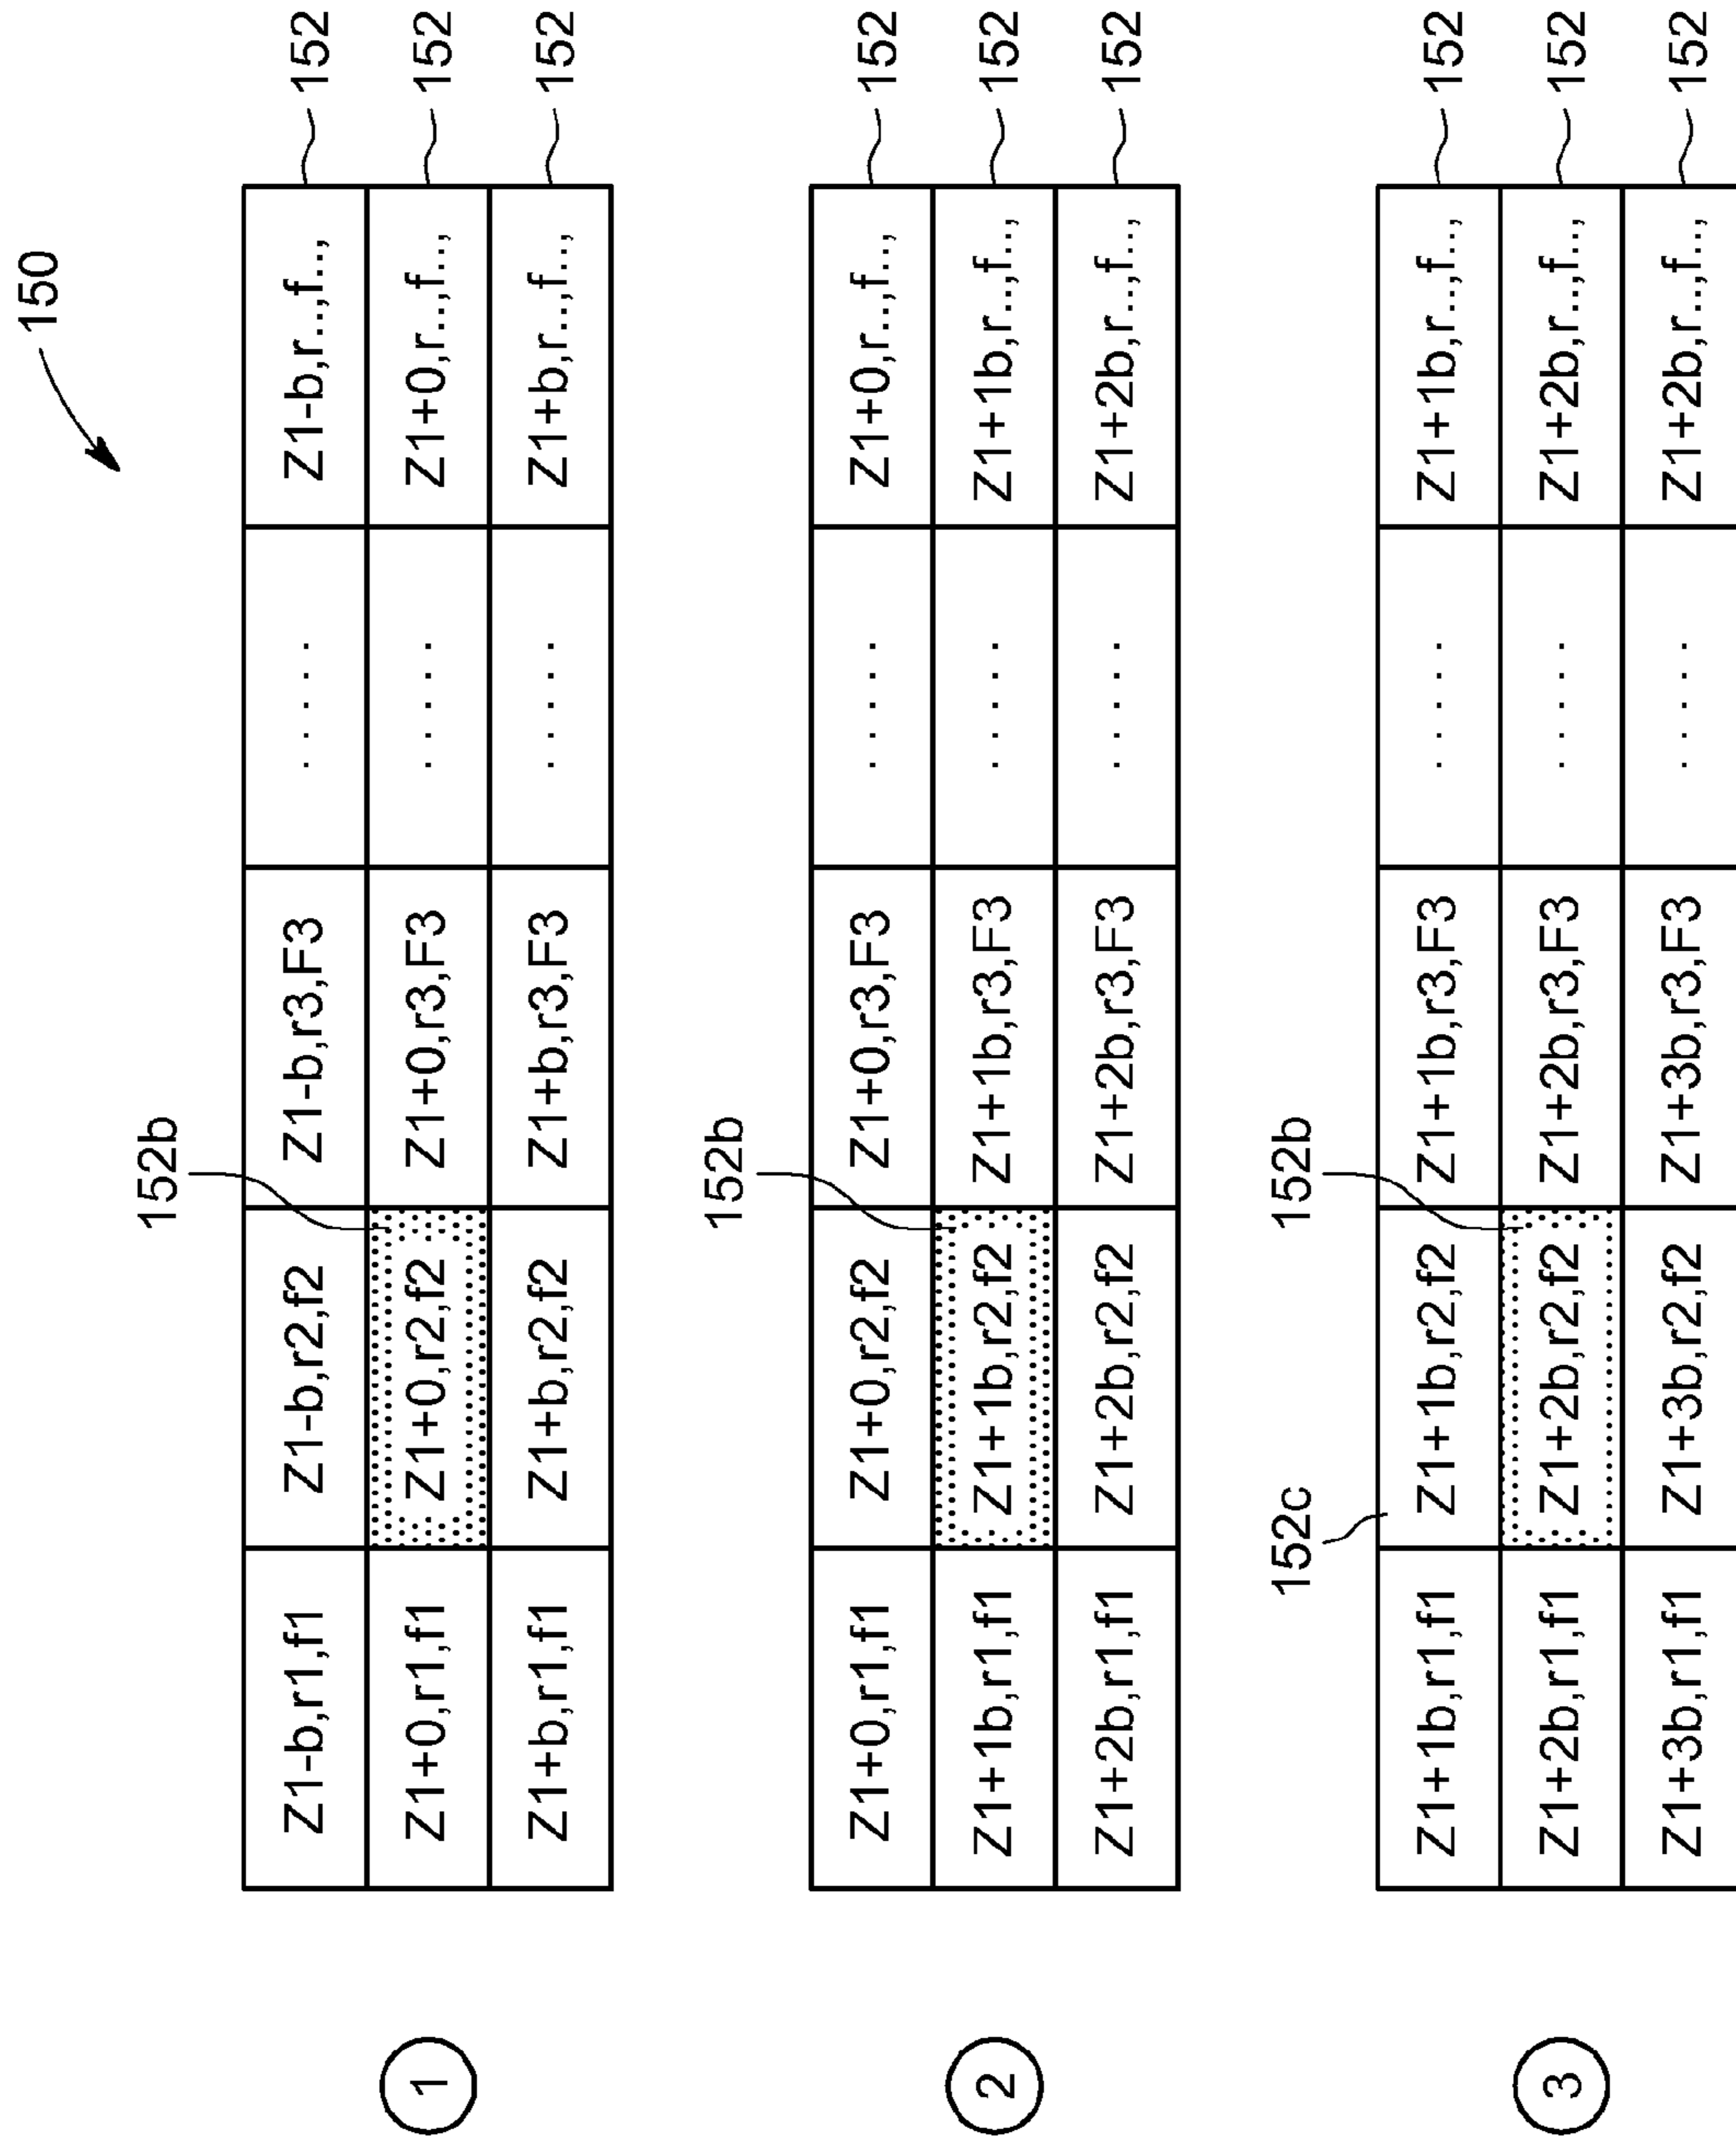 150
152b
Z1-b,r1,f1 Z1-b,r2,f2 Z1-b,r3,F3 . . . . . Z1-b,r..,f.., 152
1 Z1+0,r1,f1 Z1+0,r2,f2 Z1+0,r3,F3 . . . . . Z1+0,r..,f.., 152
Z1+b,r1,f1 Z1+b,r2,f2 Z1+b,r3,F3 . . . . . Z1+b,r..,f.., 152
152b
Z1+0,r1,f1 Z1+0,r2,f2 Z1+0,r3,F3 . . . . . Z1+0,r..,f.., 152
2 Z1+1b,r1,f1 Z1+1b,r2,f2 Z1+1b,r3,F3 . . . . . Z1+1b,r..,f.., 152
Z1+2b,r1,f1 Z1+2b,r2,f2 Z1+2b,r3,F3 . . . . . Z1+2b,r..,f.., 152
152c 152b
Z1+1b,r1,f1 Z1+1b,r2,f2 Z1+1b,r3,F3 . . . . . Z1+1b,r..,f.., 152
3 Z1+2b,r1,f1 Z1+2b,r2,f2 Z1+2b,r3,F3 . . . . . Z1+2b,r..,f.., 152
Z1+3b,r1,f1 Z1+3b,r2,f2 Z1+3b,r3,F3 . . . . . Z1+2b,r..,f.., 152